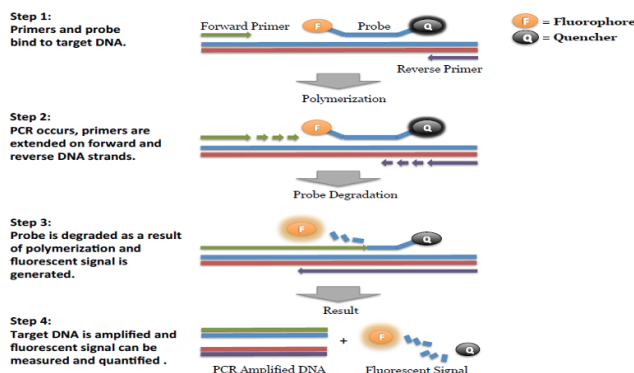 Step 1:
Primers and probe
bind to target DNA.
Forward Primer
F
Probe
Q
F = Fluorophore
Q = Quencher
Reverse Primer
Polymerization
Step 2:
PCR occurs, primers are
extended on forward and
reverse DNA strands.
F
Q
Probe Degradation
Step 3:
Probe is degraded as a result
of polymerization and
fluorescent signal is
generated.
F
Q
Result
Step 4:
Target DNA is amplified and
fluorescent signal can be
measured and quantified .
+
F
Q
PCR Amplified DNA
Fluorescent Signal